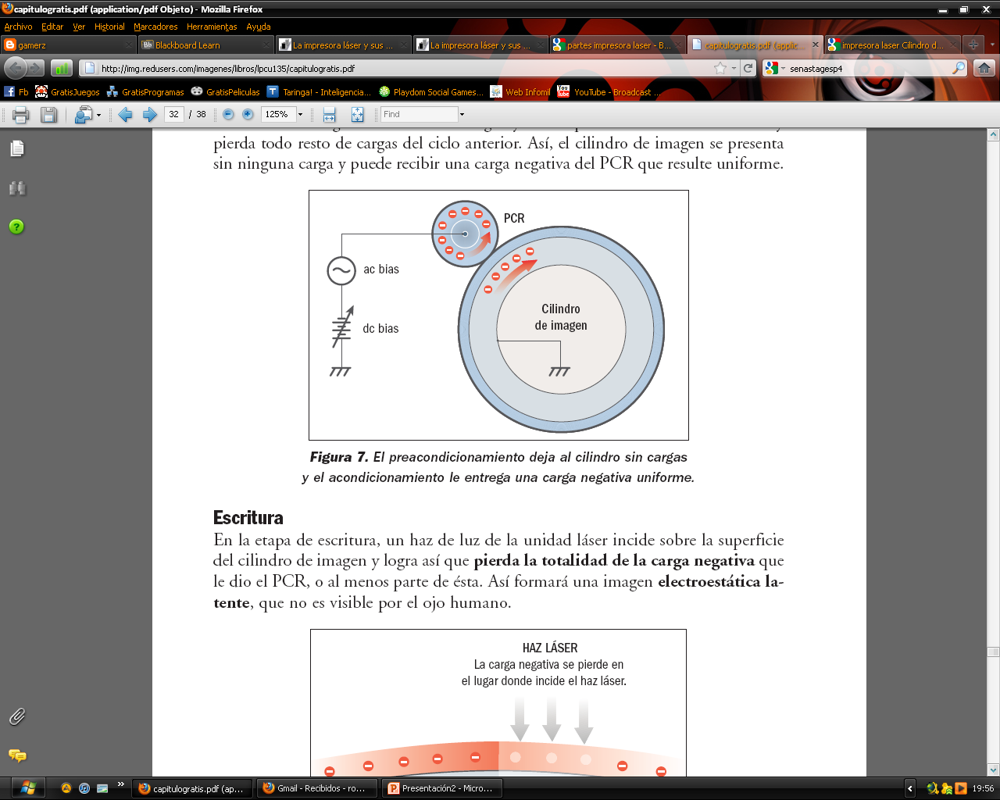 capitulogratis.pdf (application/pdf Objeto) - Mozilla Firefox
Archivo Editar Ver Historial Marcadores Herramientas Ayuda
gamerz
Blackboard Learn
La impresora láser y sus ...
La impresora láser y sus ...
partes impresora laser - B...
capitulogratis.pdf (applic...
impresora laser Cilindro d...
http://img.redusers.com/imagenes/libros/lpcu135/capitulogratis.pdf
senastagesp4
Fb GratisJuegos GratisProgramas GratisPeliculas Taringa! - Inteligencia... Playdom Social Games... Web Infomil YouTube - Broadcast ...
32 / 38 125% Find
pierda todo resto de cargas del ciclo anterior. Así, el cilindro de imagen se presenta
sin ninguna carga y puede recibir una carga negativa del PCR que resulte uniforme.
PCR
ac bias
dc bias
Cilindro
de imagen
Figura 7. El preacondicionamiento deja al cilindro sin cargas
y el acondicionamiento le entrega una carga negativa uniforme.
Escritura
En la etapa de escritura, un haz de luz de la unidad láser incide sobre la superficie
del cilindro de imagen y logra así que pierda la totalidad de la carga negativa que
le dio el PCR, o al menos parte de ésta. Así formará una imagen electroestática la-
tente, que no es visible por el ojo humano.
HAZ LÁSER
La carga negativa se pierde en
el lugar donde incide el haz láser.
capitulogratis.pdf (ap...
Gmail - Recibidos - ro...
Presentación2 - Micro...
19:56